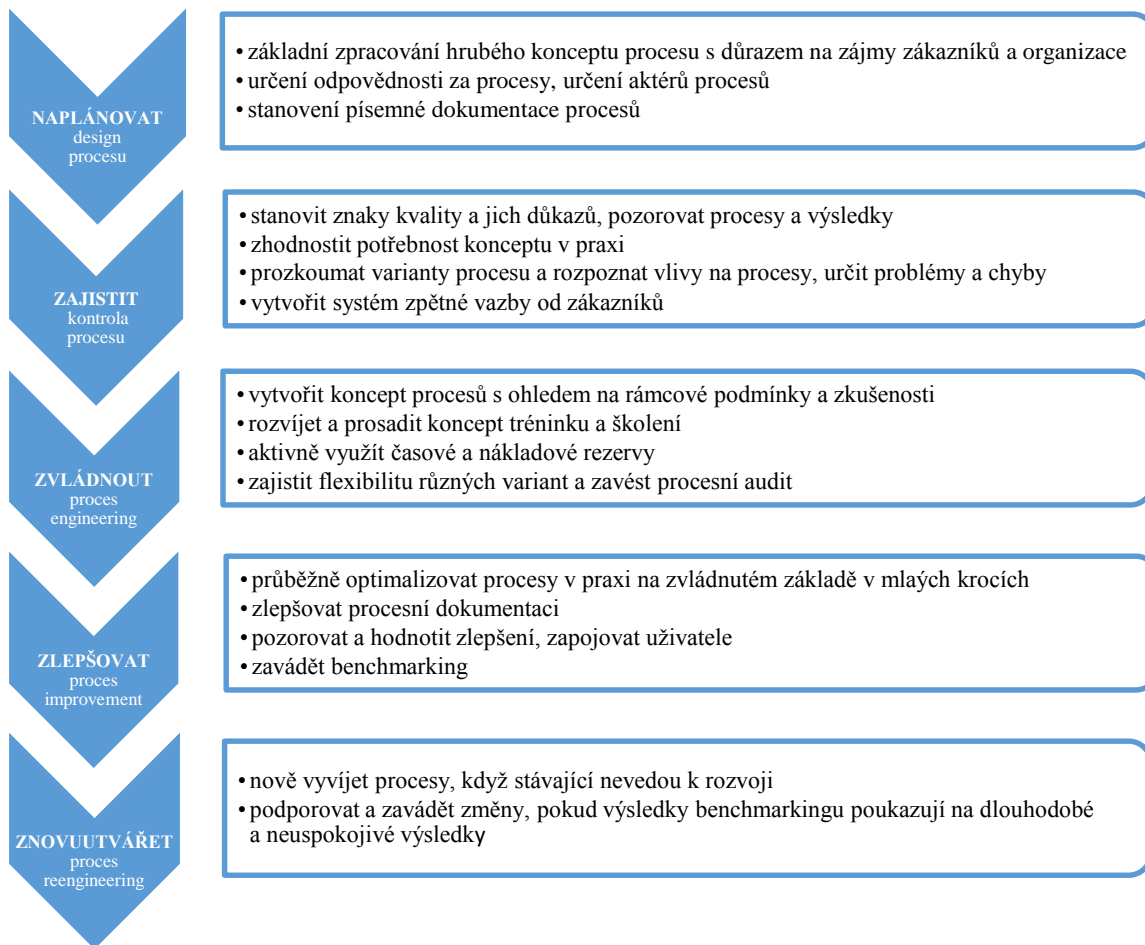 NAPLÁNOVAT
design
procesu
• základní zpracování hrubého konceptu procesu s důrazem na zájmy zákazníků a organizace
• určení odpovědnosti za procesy, určení aktérů procesů
• stanovení písemné dokumentace procesů
ZAJISTIT
kontrola
procesu
• stanovit znaky kvality a jich důkazů, pozorovat procesy a výsledky
• zhodnostit potřebnost konceptu v praxi
• prozkoumat varianty procesu a rozpoznat vlivy na procesy, určit problémy a chyby
• vytvořit systém zpětné vazby od zákazníků
ZVLÁDNOUT
proces
engineering
• vytvořit koncept procesů s ohledem na rámcové podmínky a zkušenosti
• rozvíjet a prosadit koncept tréninku a školení
• aktivně využít časové a nákladové rezervy
• zajistit flexibilitu různých variant a zavést procesní audit
ZLEPŠOVAT
proces
improvement
• průběžně optimalizovat procesy v praxi na zvládnutém základě v mlaých krocích
• zlepšovat procesní dokumentaci
• pozorovat a hodnotit zlepšení, zapojovat uživatele
• zavádět benchmarking
ZNOVUUTVÁŘET
proces
reengineering
• nově vyvíjet procesy, když stávající nevedou k rozvoji
• podporovat a zavádět změny, pokud výsledky benchmarkingu poukazují na dlouhodobé
a neuspokojivé výsledky